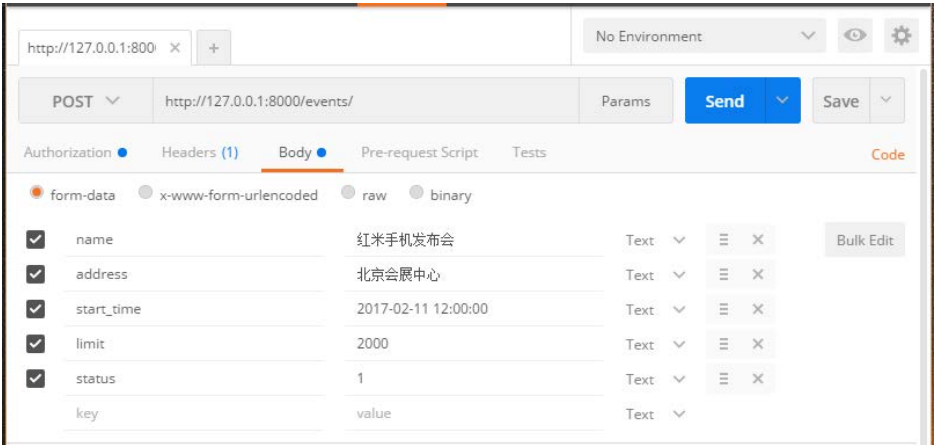 http://127.0.0.1:800 × +
No Environment
POST http://127.0.0.1:8000/events/ Params Send Save
Authorization Headers (1) Body Pre-request Script Tests Code
form-data x-www-form-urlencoded raw binary
name 红米手机发布会 Text Bulk Edit
address 北京会展中心 Text
start_time 2017-02-11 12:00:00 Text
limit 2000 Text
status 1 Text
key value Text